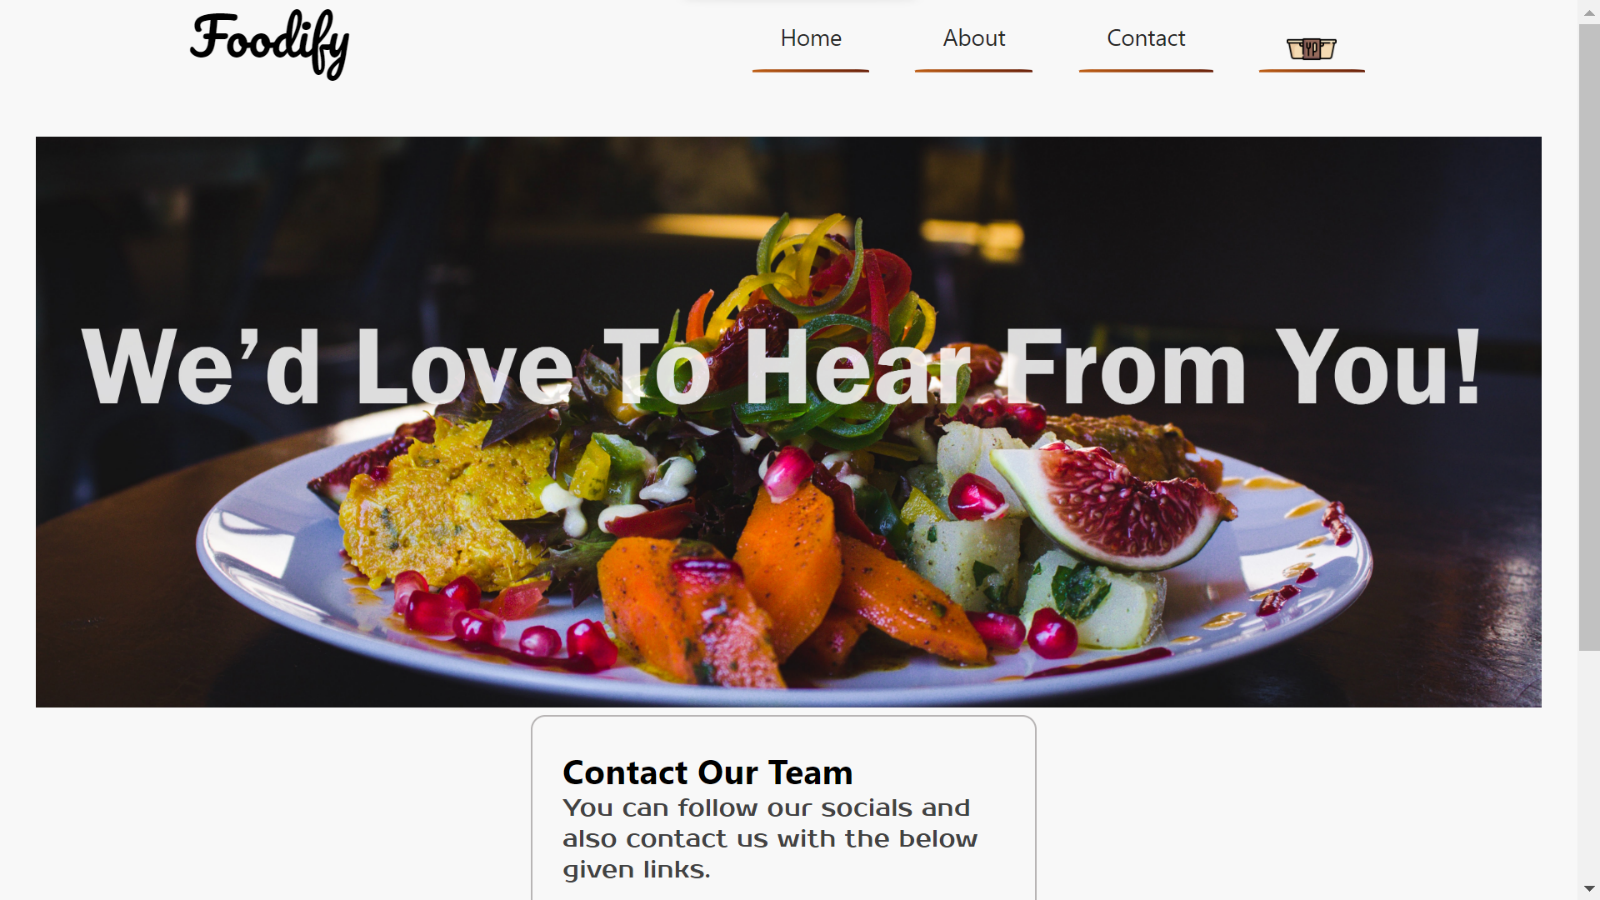 Foodify
Home
About
Contact
YP
We’d Love To Hear From You!
Contact Our Team
You can follow our socials and
also contact us with the below
given links.